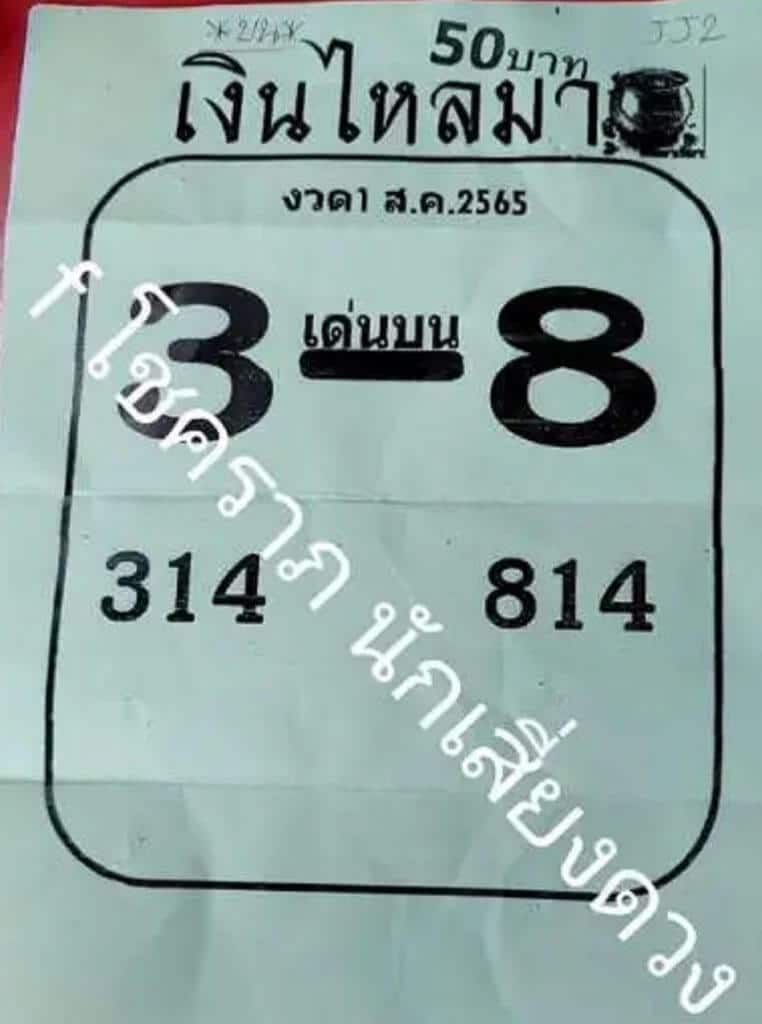 JJ2
50บาท
เงินไหลมา
งวด1 ส.ค.2565
3 เด่นบน 8
314 814
f โชคราภ นักเสี่ยงดวง